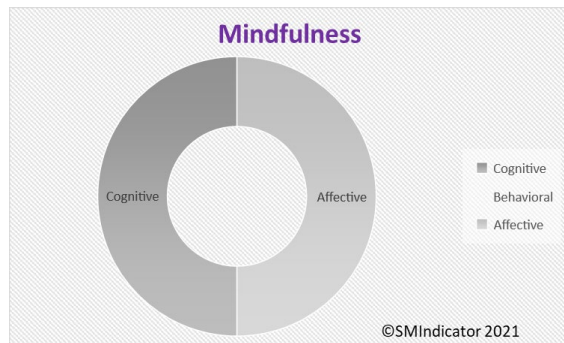 Mindfulness
Cognitive
Affective
Cognitive
Behavioral
Affective
©SMIndicator 2021